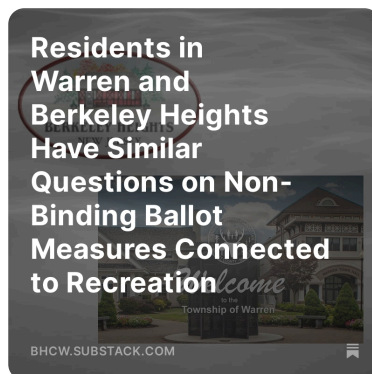 Residents in
Warren and
Berkeley Heights
Have Similar
Questions on Non-
Binding Ballot
Measures Connected
to Recreation
BERKELEY HEIGHTS
Welcome
to the
Township of Warren
BHCW.SUBSTACK.COM